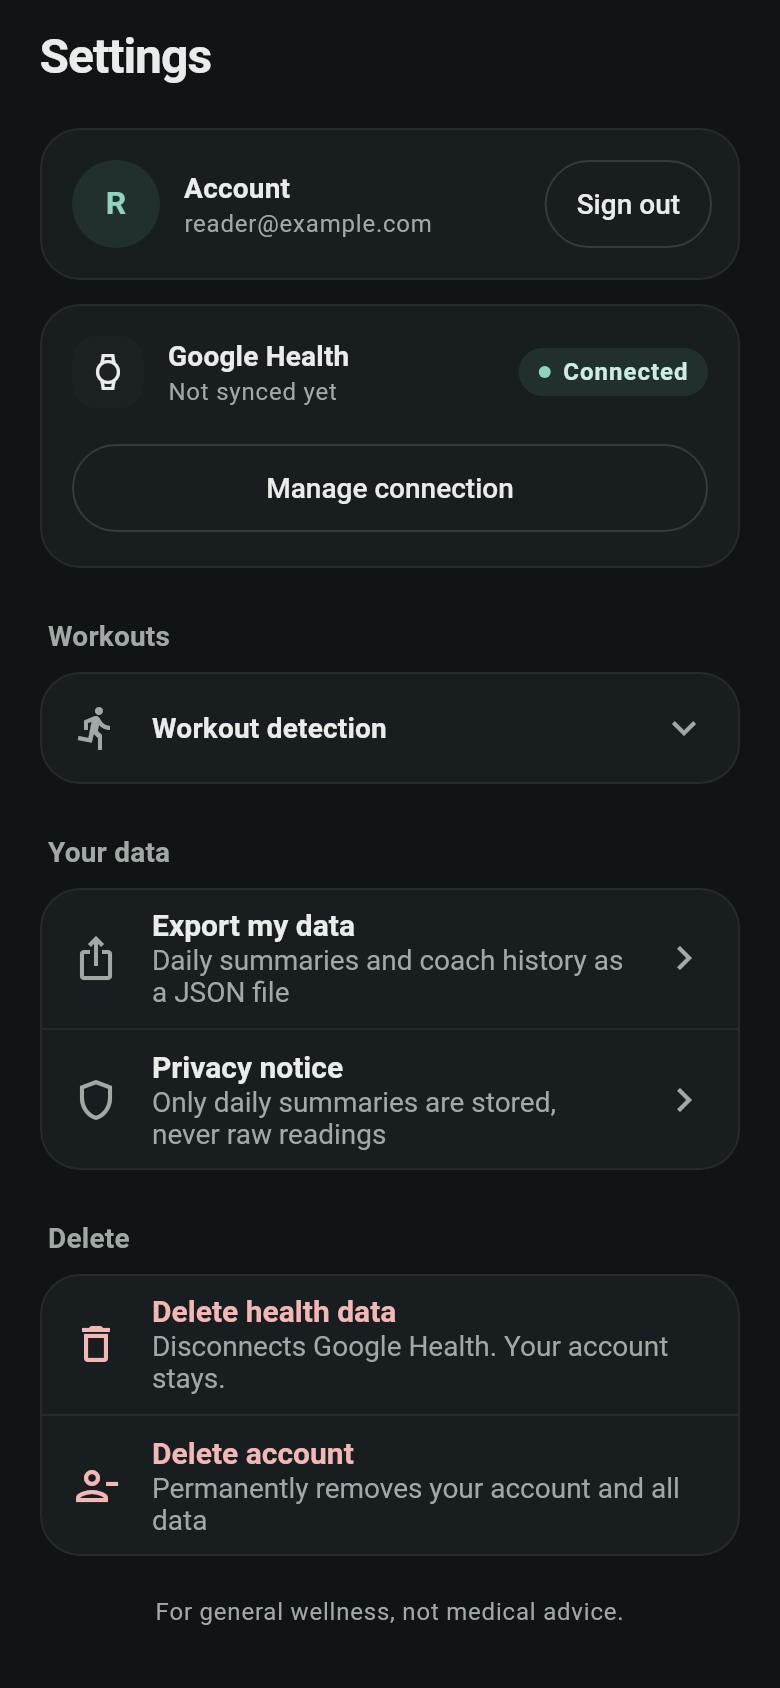 Settings
R
Account
reader@example.com
Sign out
Google Health
Not synced yet
Connected
Manage connection
Workouts
Workout detection
Your data
Export my data
Daily summaries and coach history as
a JSON file
Privacy notice
Only daily summaries are stored,
never raw readings
Delete
Delete health data
Disconnects Google Health. Your account
stays.
Delete account
Permanently removes your account and all
data
For general wellness, not medical advice.